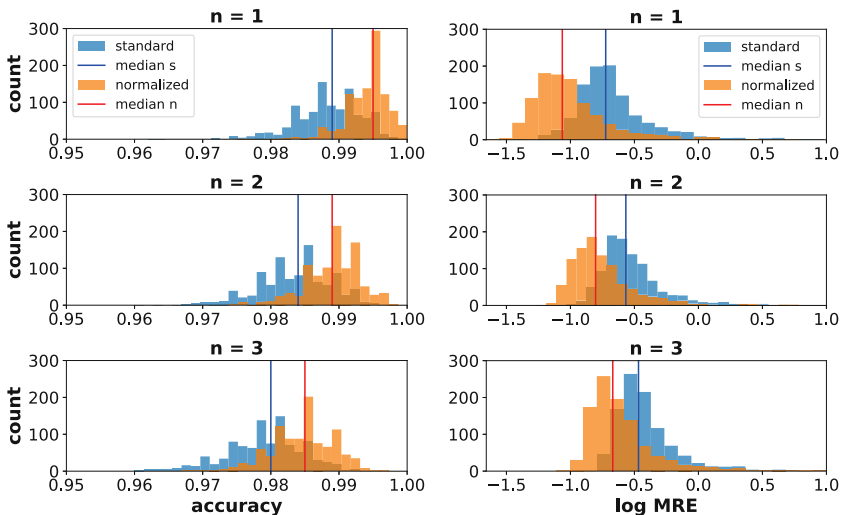 n = 1
300
200
100
0
count
standard
median s
normalized
median n
0.95 0.96 0.97 0.98 0.99 1.00
n = 1
300
200
100
0
standard
median s
normalized
median n
−1.5 −1.0 −0.5 0.0 0.5 1.0
n = 2
300
200
100
0
count
0.95 0.96 0.97 0.98 0.99 1.00
n = 2
300
200
100
0
−1.5 −1.0 −0.5 0.0 0.5 1.0
n = 3
300
200
100
0
count
0.95 0.96 0.97 0.98 0.99 1.00
accuracy
n = 3
300
200
100
0
−1.5 −1.0 −0.5 0.0 0.5 1.0
log MRE